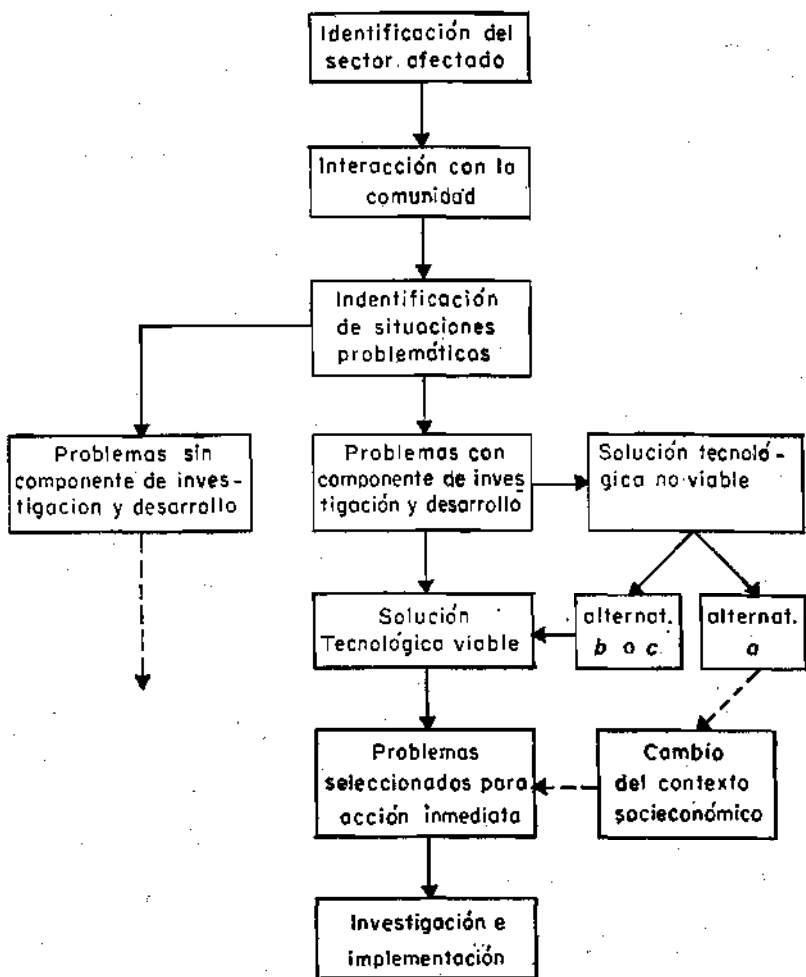 Identificación del
sector afectado
Interacción con la
comunidad
Indentificación
de situaciones
problemáticas
Problemas sin
componente de inves-
tigacion y desarrollo
Problemas con
componente de inves
tigación y desarrollo
Solución tecnoló-
gica no viable
Solución
Tecnológica viable
alternat.
b o c
alternat.
a
Problemas
seleccionados para
acción inmediata
Cambio
del contexto
socieconómico
Investigación e
implementación